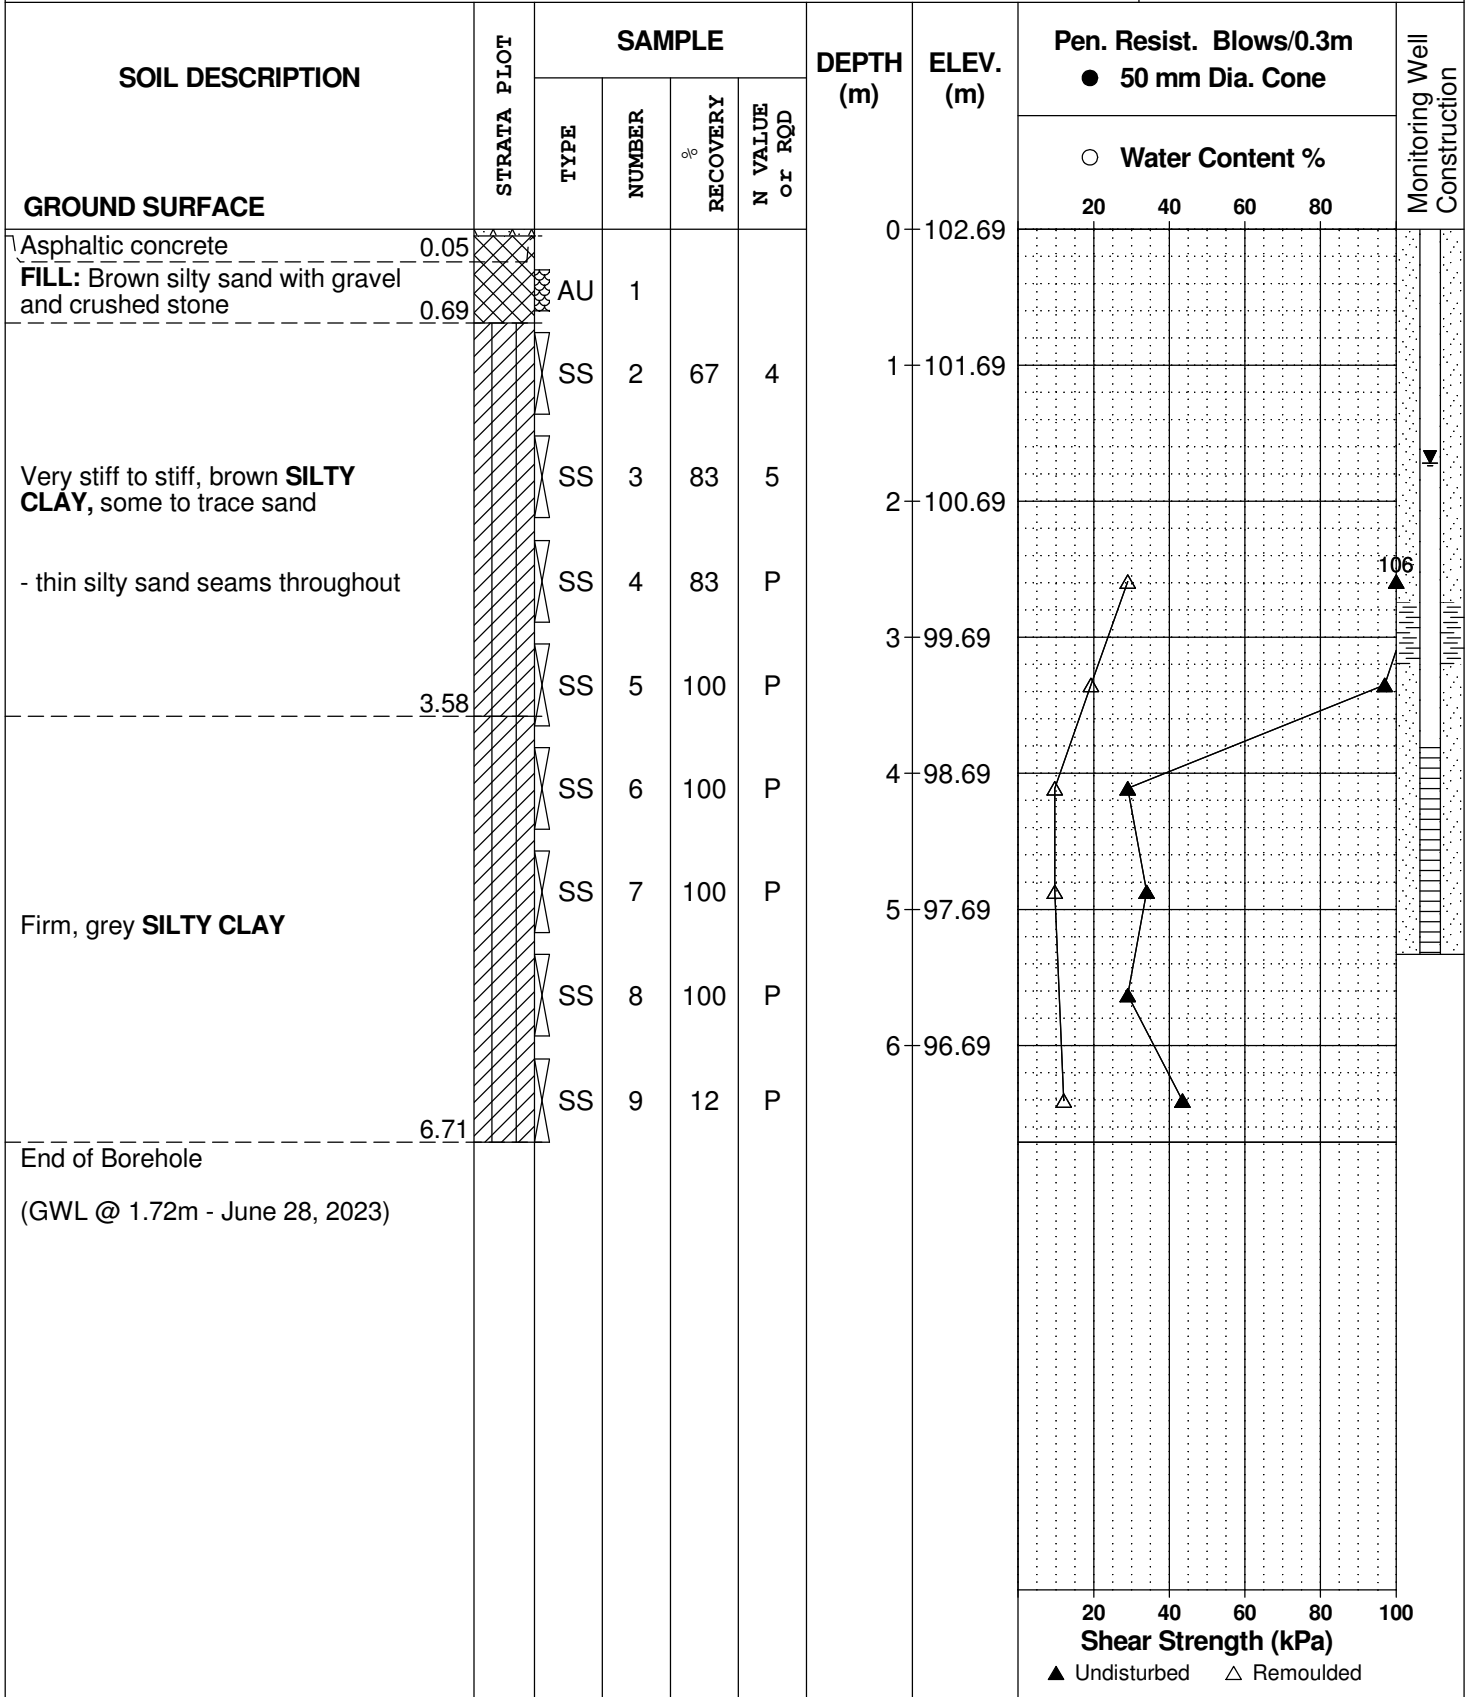 SOIL DESCRIPTION
GROUND SURFACE
STRATA PLOT
SAMPLE
TYPE
NUMBER
%
RECOVERY
N VALUE
or RQD
DEPTH
(m)
ELEV.
(m)
Pen. Resist. Blows/0.3m
● 50 mm Dia. Cone
○ Water Content %
20 40 60 80
Monitoring Well
Construction
0 102.69
Asphaltic concrete 0.05
FILL: Brown silty sand with gravel
and crushed stone 0.69
AU 1
SS 2 67 4
1 101.69
Very stiff to stiff, brown SILTY
CLAY, some to trace sand
SS 3 83 5
2 100.69
- thin silty sand seams throughout
SS 4 83 P
106
3 99.69
SS 5 100 P
3.58
4 98.69
SS 6 100 P
SS 7 100 P
5 97.69
Firm, grey SILTY CLAY
SS 8 100 P
6 96.69
SS 9 12 P
6.71
End of Borehole
(GWL @ 1.72m - June 28, 2023)
20 40 60 80 100
Shear Strength (kPa)
▲ Undisturbed △ Remoulded